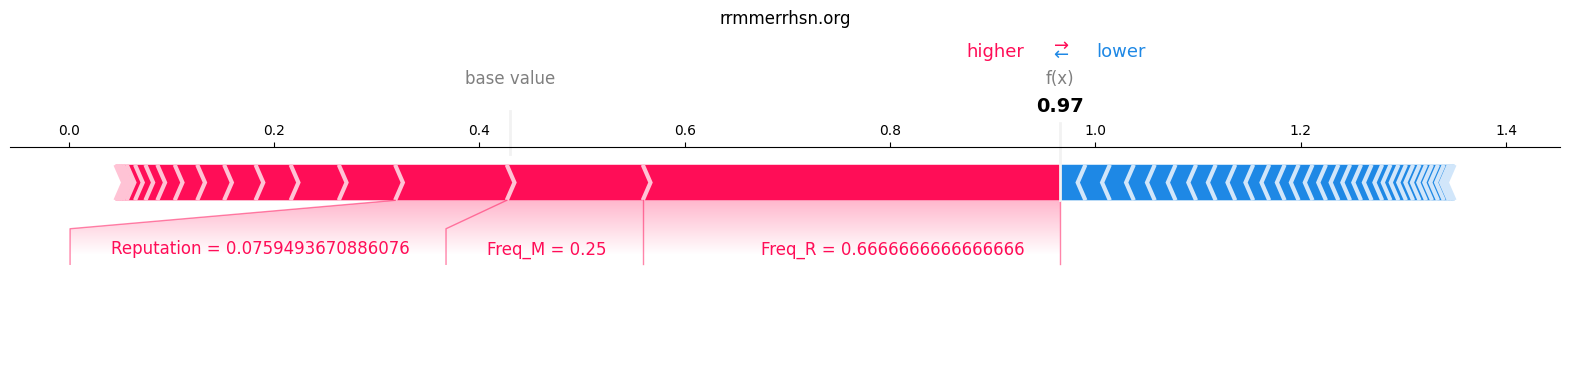 rrmmerrhsn.org
higher ⇄ lower
base value f(x)
0.97
0.0 0.2 0.4 0.6 0.8 1.0 1.2 1.4
Reputation = 0.0759493670886076 Freq_M = 0.25 Freq_R = 0.6666666666666666